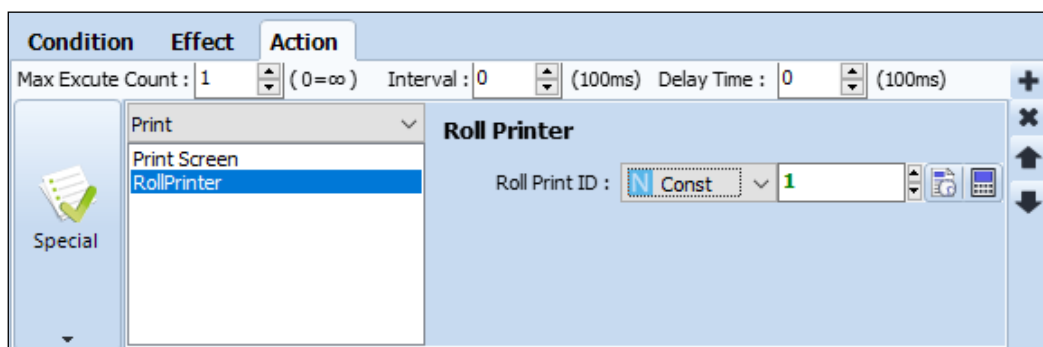 Condition Effect Action
Max Excute Count : 1 ( 0=∞ ) Interval : 0 (100ms) Delay Time : 0 (100ms)
Print
Roll Printer
Print Screen
RollPrinter
Roll Print ID : N Const 1
Special